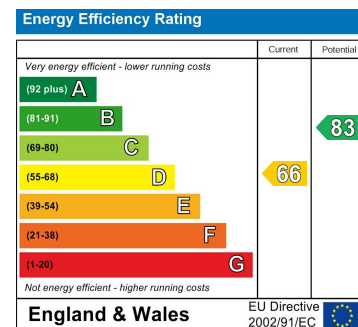 Energy Efficiency Rating
Current Potential
Very energy efficient - lower running costs
(92 plus) A
(81-91) B
83
(69-80) C
(55-68) D
66
(39-54) E
(21-38) F
(1-20) G
Not energy efficient - higher running costs
England & Wales
EU Directive
2002/91/EC